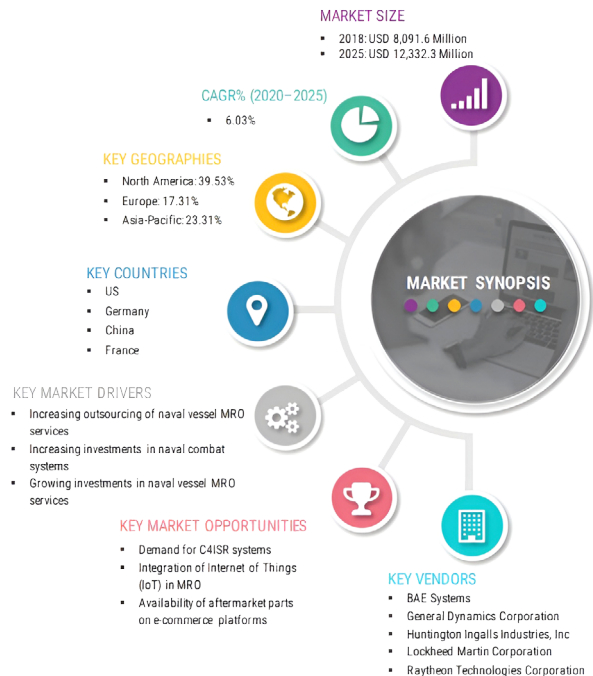 MARKET SIZE
▪ 2018: USD 8,091.6 Million
▪ 2025: USD 12,332.3 Million
CAGR% (2020–2025)
▪ 6.03%
KEY GEOGRAPHIES
▪ North America: 39.53%
▪ Europe: 17.31%
▪ Asia-Pacific: 23.31%
MARKET SYNOPSIS
KEY COUNTRIES
▪ US
▪ Germany
▪ China
▪ France
KEY MARKET DRIVERS
▪ Increasing outsourcing of naval vessel MRO
services
▪ Increasing investments in naval combat
systems
▪ Growing investments in naval vessel MRO
services
KEY MARKET OPPORTUNITIES
▪ Demand for C4ISR systems
▪ Integration of Internet of Things
(IoT) in MRO
▪ Availability of aftermarket parts
on e-commerce platforms
KEY VENDORS
▪ BAE Systems
▪ General Dynamics Corporation
▪ Huntington Ingalls Industries, Inc
▪ Lockheed Martin Corporation
▪ Raytheon Technologies Corporation